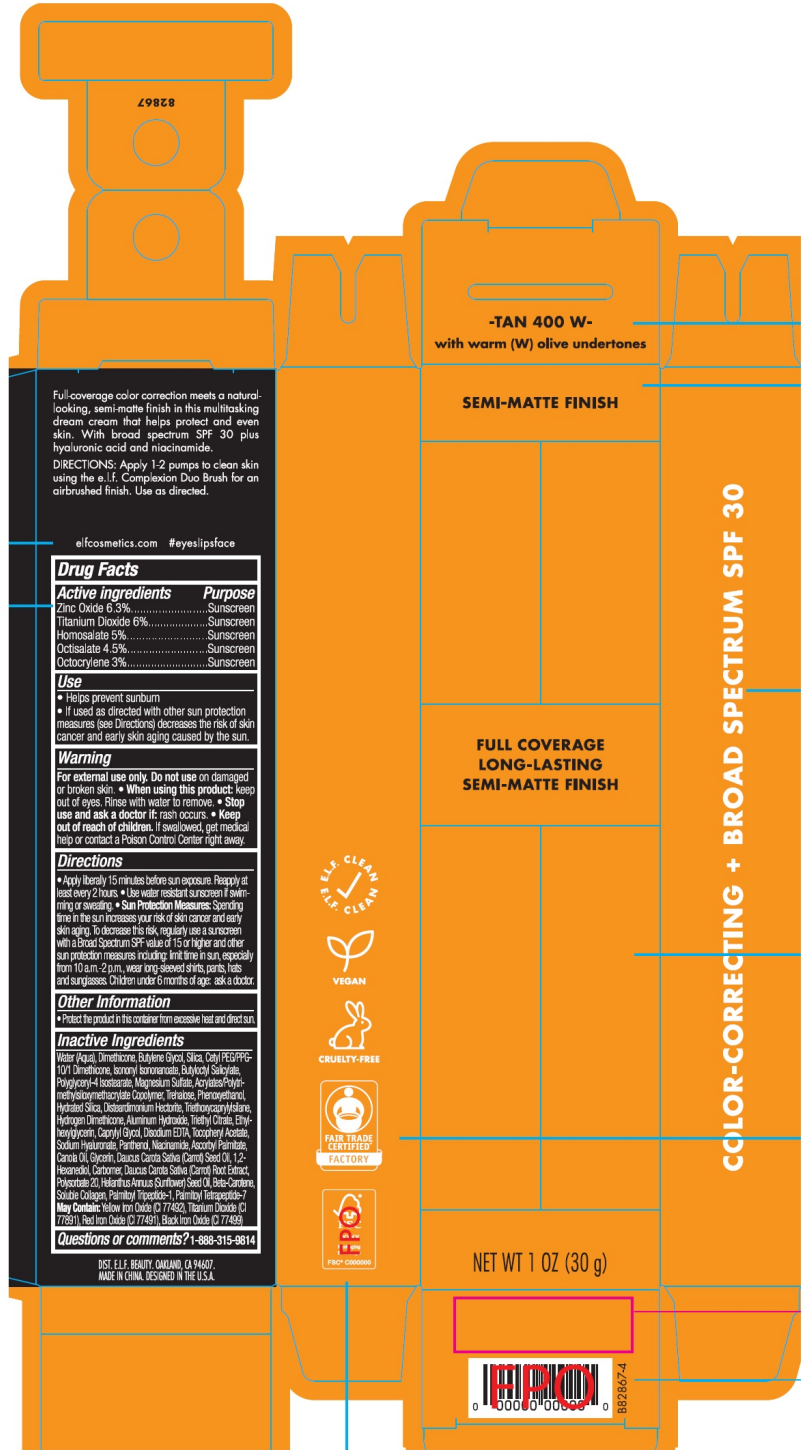 82867
Full-coverage color correction meets a natural-
looking, semi-matte finish in this multitasking
dream cream that helps protect and even
skin. With broad spectrum SPF 30 plus
hyaluronic acid and niacinamide.
DIRECTIONS: Apply 1-2 pumps to clean skin
using the e.l.f. Complexion Duo Brush for an
airbrushed finish. Use as directed.
elfcosmetics.com #eyeslipsface
Drug Facts
Active ingredients Purpose
Zinc Oxide 6.3%........................Sunscreen
Titanium Dioxide 6%...................Sunscreen
Homosalate 5%.........................Sunscreen
Octisalate 4.5%........................Sunscreen
Octocrylene 3%.........................Sunscreen
Use
• Helps prevent sunburn
• If used as directed with other sun protection
measures (see Directions) decreases the risk of skin
cancer and early skin aging caused by the sun.
Warning
For external use only. Do not use on damaged
or broken skin. • When using this product: keep
out of eyes. Rinse with water to remove. • Stop
use and ask a doctor if: rash occurs. • Keep
out of reach of children. If swallowed, get medical
help or contact a Poison Control Center right away.
Directions
• Apply liberally 15 minutes before sun exposure. Reapply at
least every 2 hours. • Use water resistant sunscreen if swim-
ming or sweating. • Sun Protection Measures: Spending
time in the sun increases your risk of skin cancer and early
skin aging. To decrease this risk, regularly use a sunscreen
with a Broad Spectrum SPF value of 15 or higher and other
sun protection measures including: limit time in sun, especially
from 10 a.m.-2 p.m., wear long-sleeved shirts, pants, hats
and sunglasses. Children under 6 months of age: ask a doctor.
Other Information
• Protect the product in this container from excessive heat and direct sun.
Inactive Ingredients
Water (Aqua), Dimethicone, Butylene Glycol, Silica, Cetyl PEG/PPG-
10/1 Dimethicone, Isononyl Isononanoate, Butyloctyl Salicylate,
Polyglyceryl-4 Isostearate, Magnesium Sulfate, Acrylates/Polytri-
methylsiloxymethacrylate Copolymer, Trehalose, Phenoxyethanol,
Hydrated Silica, Disteardimonium Hectorite, Triethoxycaprylylsilane,
Hydrogen Dimethicone, Aluminum Hydroxide, Triethyl Citrate, Ethyl-
hexylglycerin, Caprylyl Glycol, Disodium EDTA, Tocopheryl Acetate,
Sodium Hyaluronate, Panthenol, Niacinamide, Ascorbyl Palmitate,
Canola Oil, Glycerin, Daucus Carota Sativa (Carrot) Seed Oil, 1,2-
Hexanediol, Carbomer, Daucus Carota Sativa (Carrot) Root Extract,
Polysorbate 20, Helianthus Annuus (Sunflower) Seed Oil, Beta-Carotene,
Soluble Collagen, Palmitoyl Tripeptide-1, Palmitoyl Tetrapeptide-7
May Contain: Yellow Iron Oxide (CI 77492), Titanium Dioxide (CI
77891), Red Iron Oxide (CI 77491), Black Iron Oxide (CI 77499)
Questions or comments? 1-888-315-9814
DIST. E.L.F. BEAUTY. OAKLAND, CA 94607.
MADE IN CHINA. DESIGNED IN THE U.S.A.
E.L.F. CLEAN
E.L.F. CLEAN
VEGAN
CRUELTY-FREE
FAIR TRADE
CERTIFIED
FACTORY
FPO
FSC® C000000
-TAN 400 W-
with warm (W) olive undertones
SEMI-MATTE FINISH
FULL COVERAGE
LONG-LASTING
SEMI-MATTE FINISH
NET WT 1 OZ (30 g)
FPO
0 00000 00000 0
B82867-4
COLOR-CORRECTING + BROAD SPECTRUM SPF 30